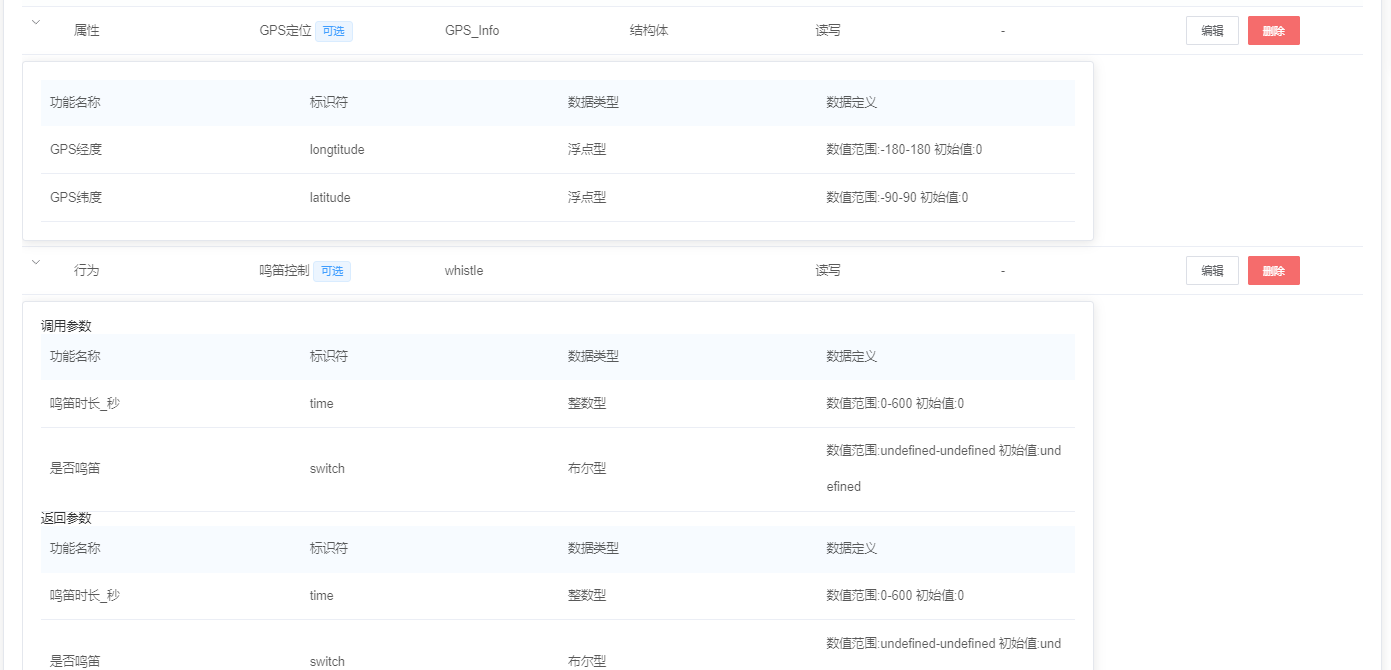 属性 GPS定位 可选 GPS_Info 结构体 读写 - 编辑 删除
功能名称 标识符 数据类型 数据定义
GPS经度 longtitude 浮点型 数值范围:-180-180 初始值:0
GPS纬度 latitude 浮点型 数值范围:-90-90 初始值:0
行为 鸣笛控制 可选 whistle 读写 - 编辑 删除
调用参数
功能名称 标识符 数据类型 数据定义
鸣笛时长_秒 time 整数型 数值范围:0-600 初始值:0
是否鸣笛 switch 布尔型 数值范围:undefined-undefined 初始值:und
efined
返回参数
功能名称 标识符 数据类型 数据定义
鸣笛时长_秒 time 整数型 数值范围:0-600 初始值:0
是否鸣笛 switch 布尔型 数值范围:undefined-undefined 初始值:und